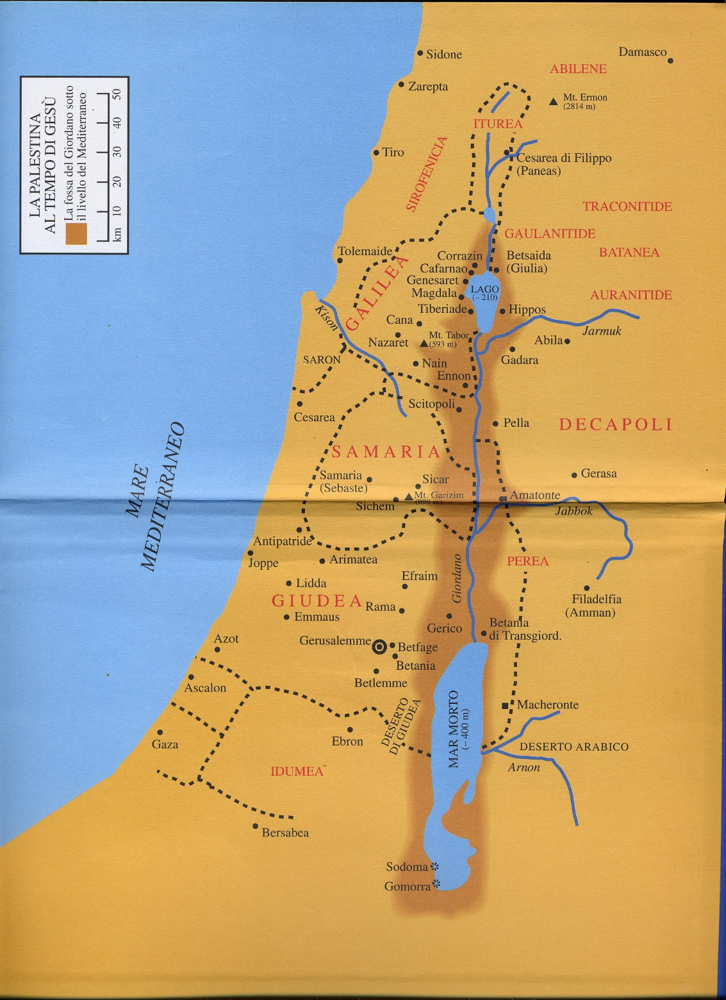 LA PALESTINA
AL TEMPO DI GESÙ
La fossa del Giordano sotto
il livello del Mediterraneo
km 10 20 30 40 50
Sidone
Damasco
ABILENE
Zarepta
Mt. Ermon
(2814 m)
ITUREA
Tiro
SIROFENICIA
Cesarea di Filippo
(Paneas)
TRACONITIDE
GAULANITIDE
BATANEA
Tolemaide
Corrazin
Betsaida
(Giulia)
Cafarnao
GALILEA
Genesaret
Magdala
LAGO
(– 210)
AURANITIDE
Tiberiade
Hippos
Kison
Cana
Jarmuk
Nazaret
Mt. Tabor
(593 m)
Abila
SARON
Nain
Gadara
Ennon
Scitopoli
Cesarea
Pella
DECAPOLI
SAMARIA
MARE
MEDITERRANEO
Samaria
(Sebaste)
Sicar
Gerasa
Mt. Garizim
(888 m)
Amatonte
Sichem
Jabbok
Antipatride
Joppe
Arimatea
PEREA
Giordano
Efraim
Lidda
GIUDEA
Rama
Filadelfia
(Amman)
Emmaus
Gerico
Betania
di Transgiord.
Azot
Gerusalemme
Betfage
Betania
Betlemme
Ascalon
DESERTO
DI GIUDEA
MAR MORTO
(– 400 m)
Macheronte
Gaza
Ebron
DESERTO ARABICO
Arnon
IDUMEA
Bersabea
Sodoma
Gomorra